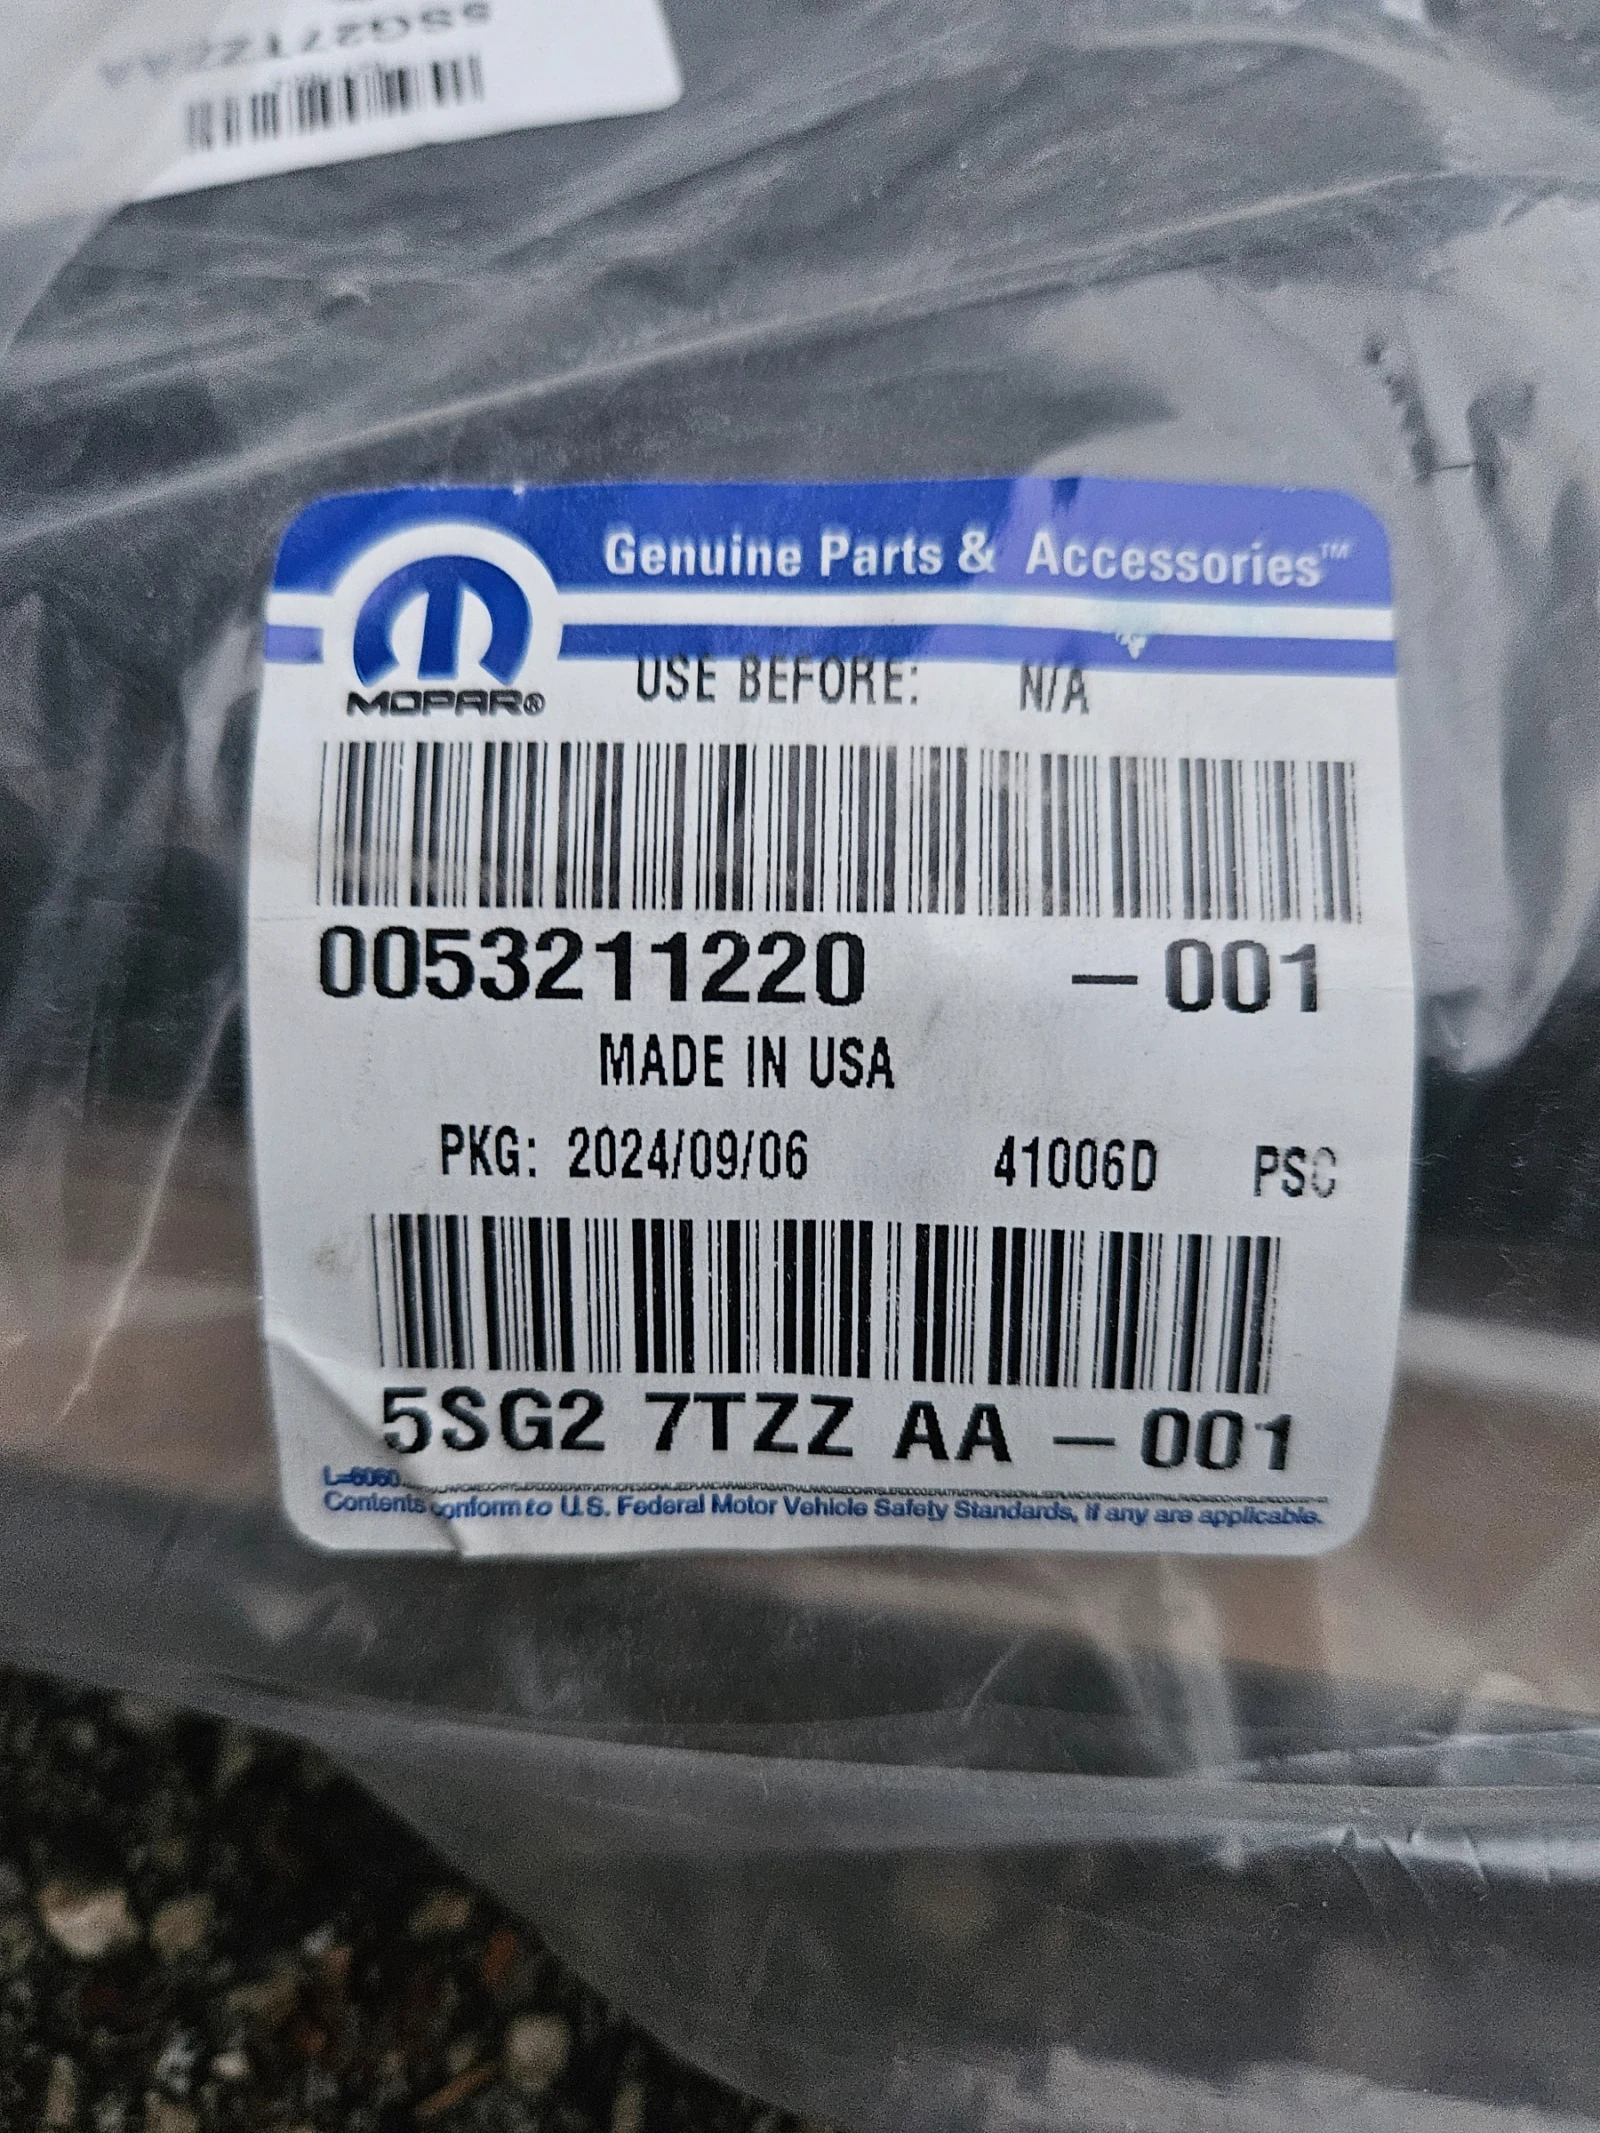 5SG27TZZAA
Genuine Parts & Accessories™
MOPAR®
USE BEFORE: N/A
0053211220 – 001
MADE IN USA
PKG: 2024/09/06 41006D PSC
5SG2 7TZZ AA – 001
L-6060
Contents conform to U.S. Federal Motor Vehicle Safety Standards, if any are applicable.